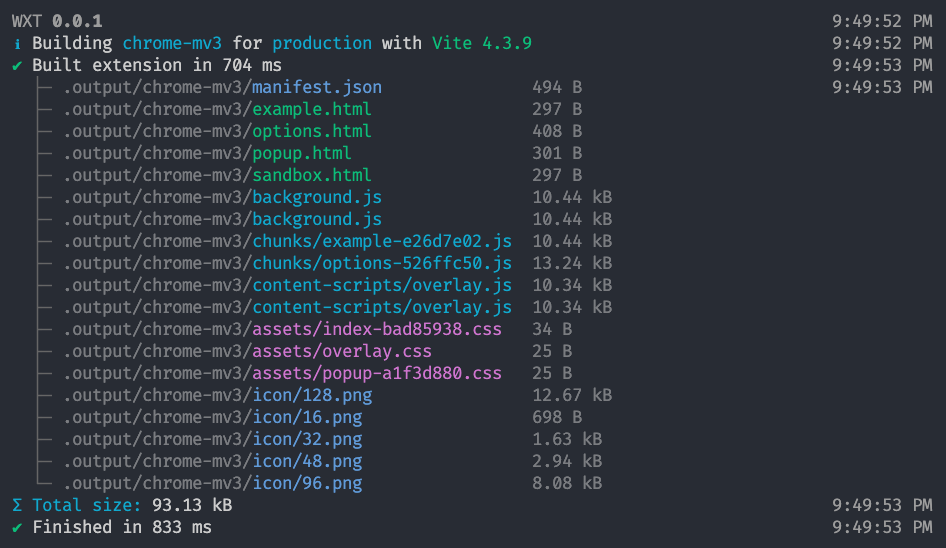 WXT 0.0.1 9:49:52 PM
ℹ Building chrome-mv3 for production with Vite 4.3.9 9:49:52 PM
✔ Built extension in 704 ms 9:49:53 PM
├─ .output/chrome-mv3/manifest.json 494 B 9:49:53 PM
├─ .output/chrome-mv3/example.html 297 B
├─ .output/chrome-mv3/options.html 408 B
├─ .output/chrome-mv3/popup.html 301 B
├─ .output/chrome-mv3/sandbox.html 297 B
├─ .output/chrome-mv3/background.js 10.44 kB
├─ .output/chrome-mv3/background.js 10.44 kB
├─ .output/chrome-mv3/chunks/example-e26d7e02.js 10.44 kB
├─ .output/chrome-mv3/chunks/options-526ffc50.js 13.24 kB
├─ .output/chrome-mv3/content-scripts/overlay.js 10.34 kB
├─ .output/chrome-mv3/content-scripts/overlay.js 10.34 kB
├─ .output/chrome-mv3/assets/index-bad85938.css 34 B
├─ .output/chrome-mv3/assets/overlay.css 25 B
├─ .output/chrome-mv3/assets/popup-a1f3d880.css 25 B
├─ .output/chrome-mv3/icon/128.png 12.67 kB
├─ .output/chrome-mv3/icon/16.png 698 B
├─ .output/chrome-mv3/icon/32.png 1.63 kB
├─ .output/chrome-mv3/icon/48.png 2.94 kB
└─ .output/chrome-mv3/icon/96.png 8.08 kB
Σ Total size: 93.13 kB 9:49:53 PM
✔ Finished in 833 ms 9:49:53 PM